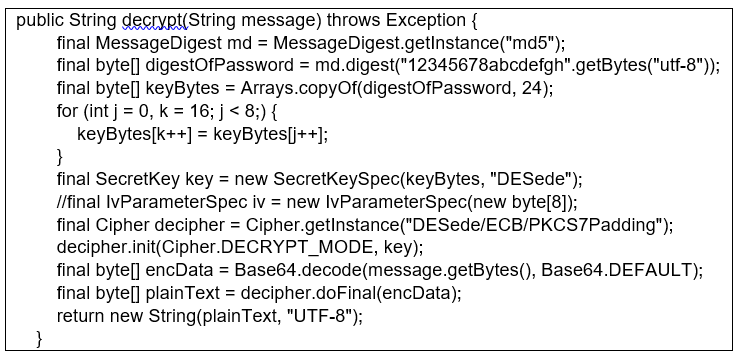 public String decrypt(String message) throws Exception {
final MessageDigest md = MessageDigest.getInstance("md5");
final byte[] digestOfPassword = md.digest("12345678abcdefgh".getBytes("utf-8"));
final byte[] keyBytes = Arrays.copyOf(digestOfPassword, 24);
for (int j = 0, k = 16; j < 8;) {
keyBytes[k++] = keyBytes[j++];
}
final SecretKey key = new SecretKeySpec(keyBytes, "DESede");
//final IvParameterSpec iv = new IvParameterSpec(new byte[8]);
final Cipher decipher = Cipher.getInstance("DESede/ECB/PKCS7Padding");
decipher.init(Cipher.DECRYPT_MODE, key);
final byte[] encData = Base64.decode(message.getBytes(), Base64.DEFAULT);
final byte[] plainText = decipher.doFinal(encData);
return new String(plainText, "UTF-8");
}